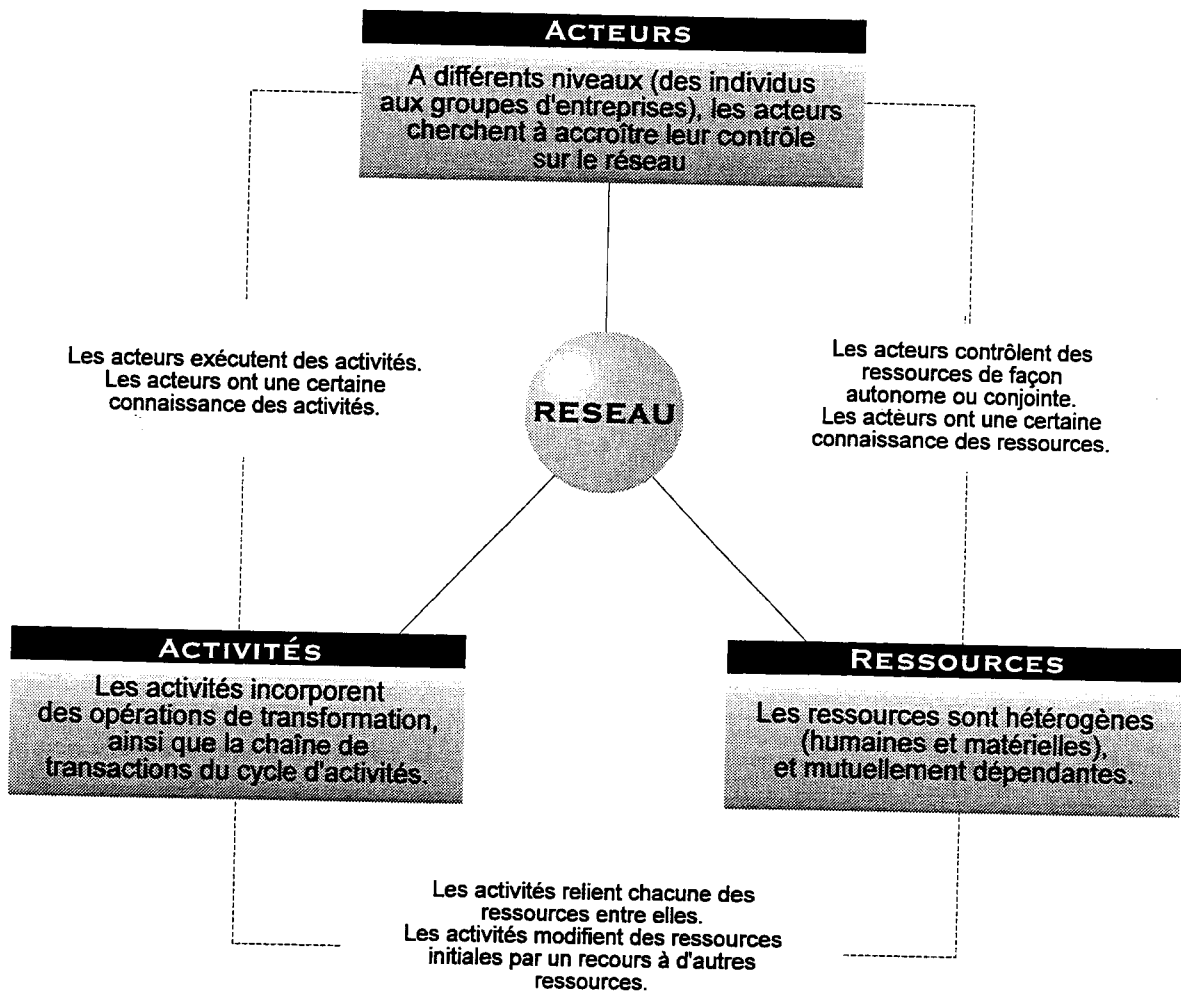 ACTEURS
A différents niveaux (des individus
aux groupes d'entreprises), les acteurs
cherchent à accroître leur contrôle
sur le réseau
Les acteurs exécutent des activités.
Les acteurs ont une certaine
connaissance des activités.
RESEAU
Les acteurs contrôlent des
ressources de façon
autonome ou conjointe.
Les acteurs ont une certaine
connaissance des ressources.
ACTIVITÉS
Les activités incorporent
des opérations de transformation,
ainsi que la chaîne de
transactions du cycle d'activités.
RESSOURCES
Les ressources sont hétérogènes
(humaines et matérielles),
et mutuellement dépendantes.
Les activités relient chacune des
ressources entre elles.
Les activités modifient des ressources
initiales par un recours à d'autres
ressources.